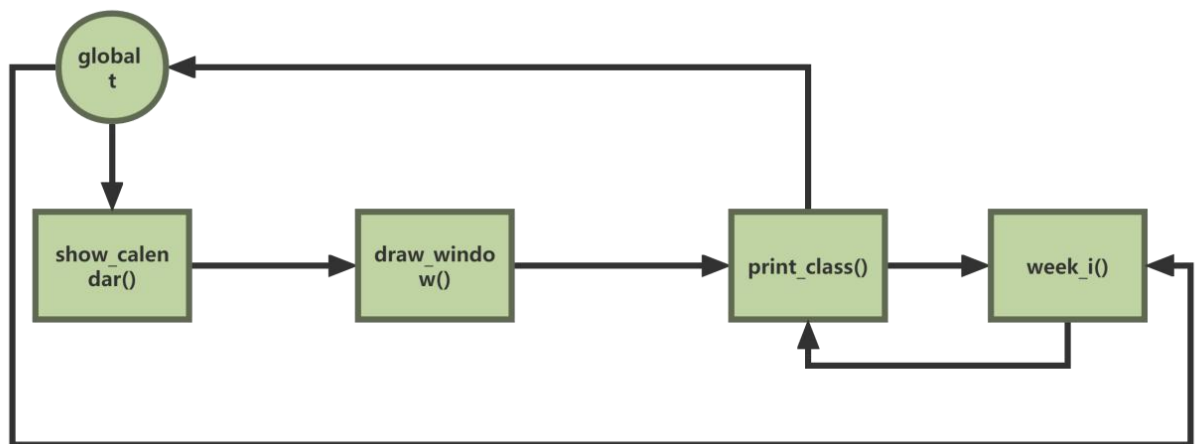 global
t
show_calen
dar()
draw_windo
w()
print_class()
week_i()